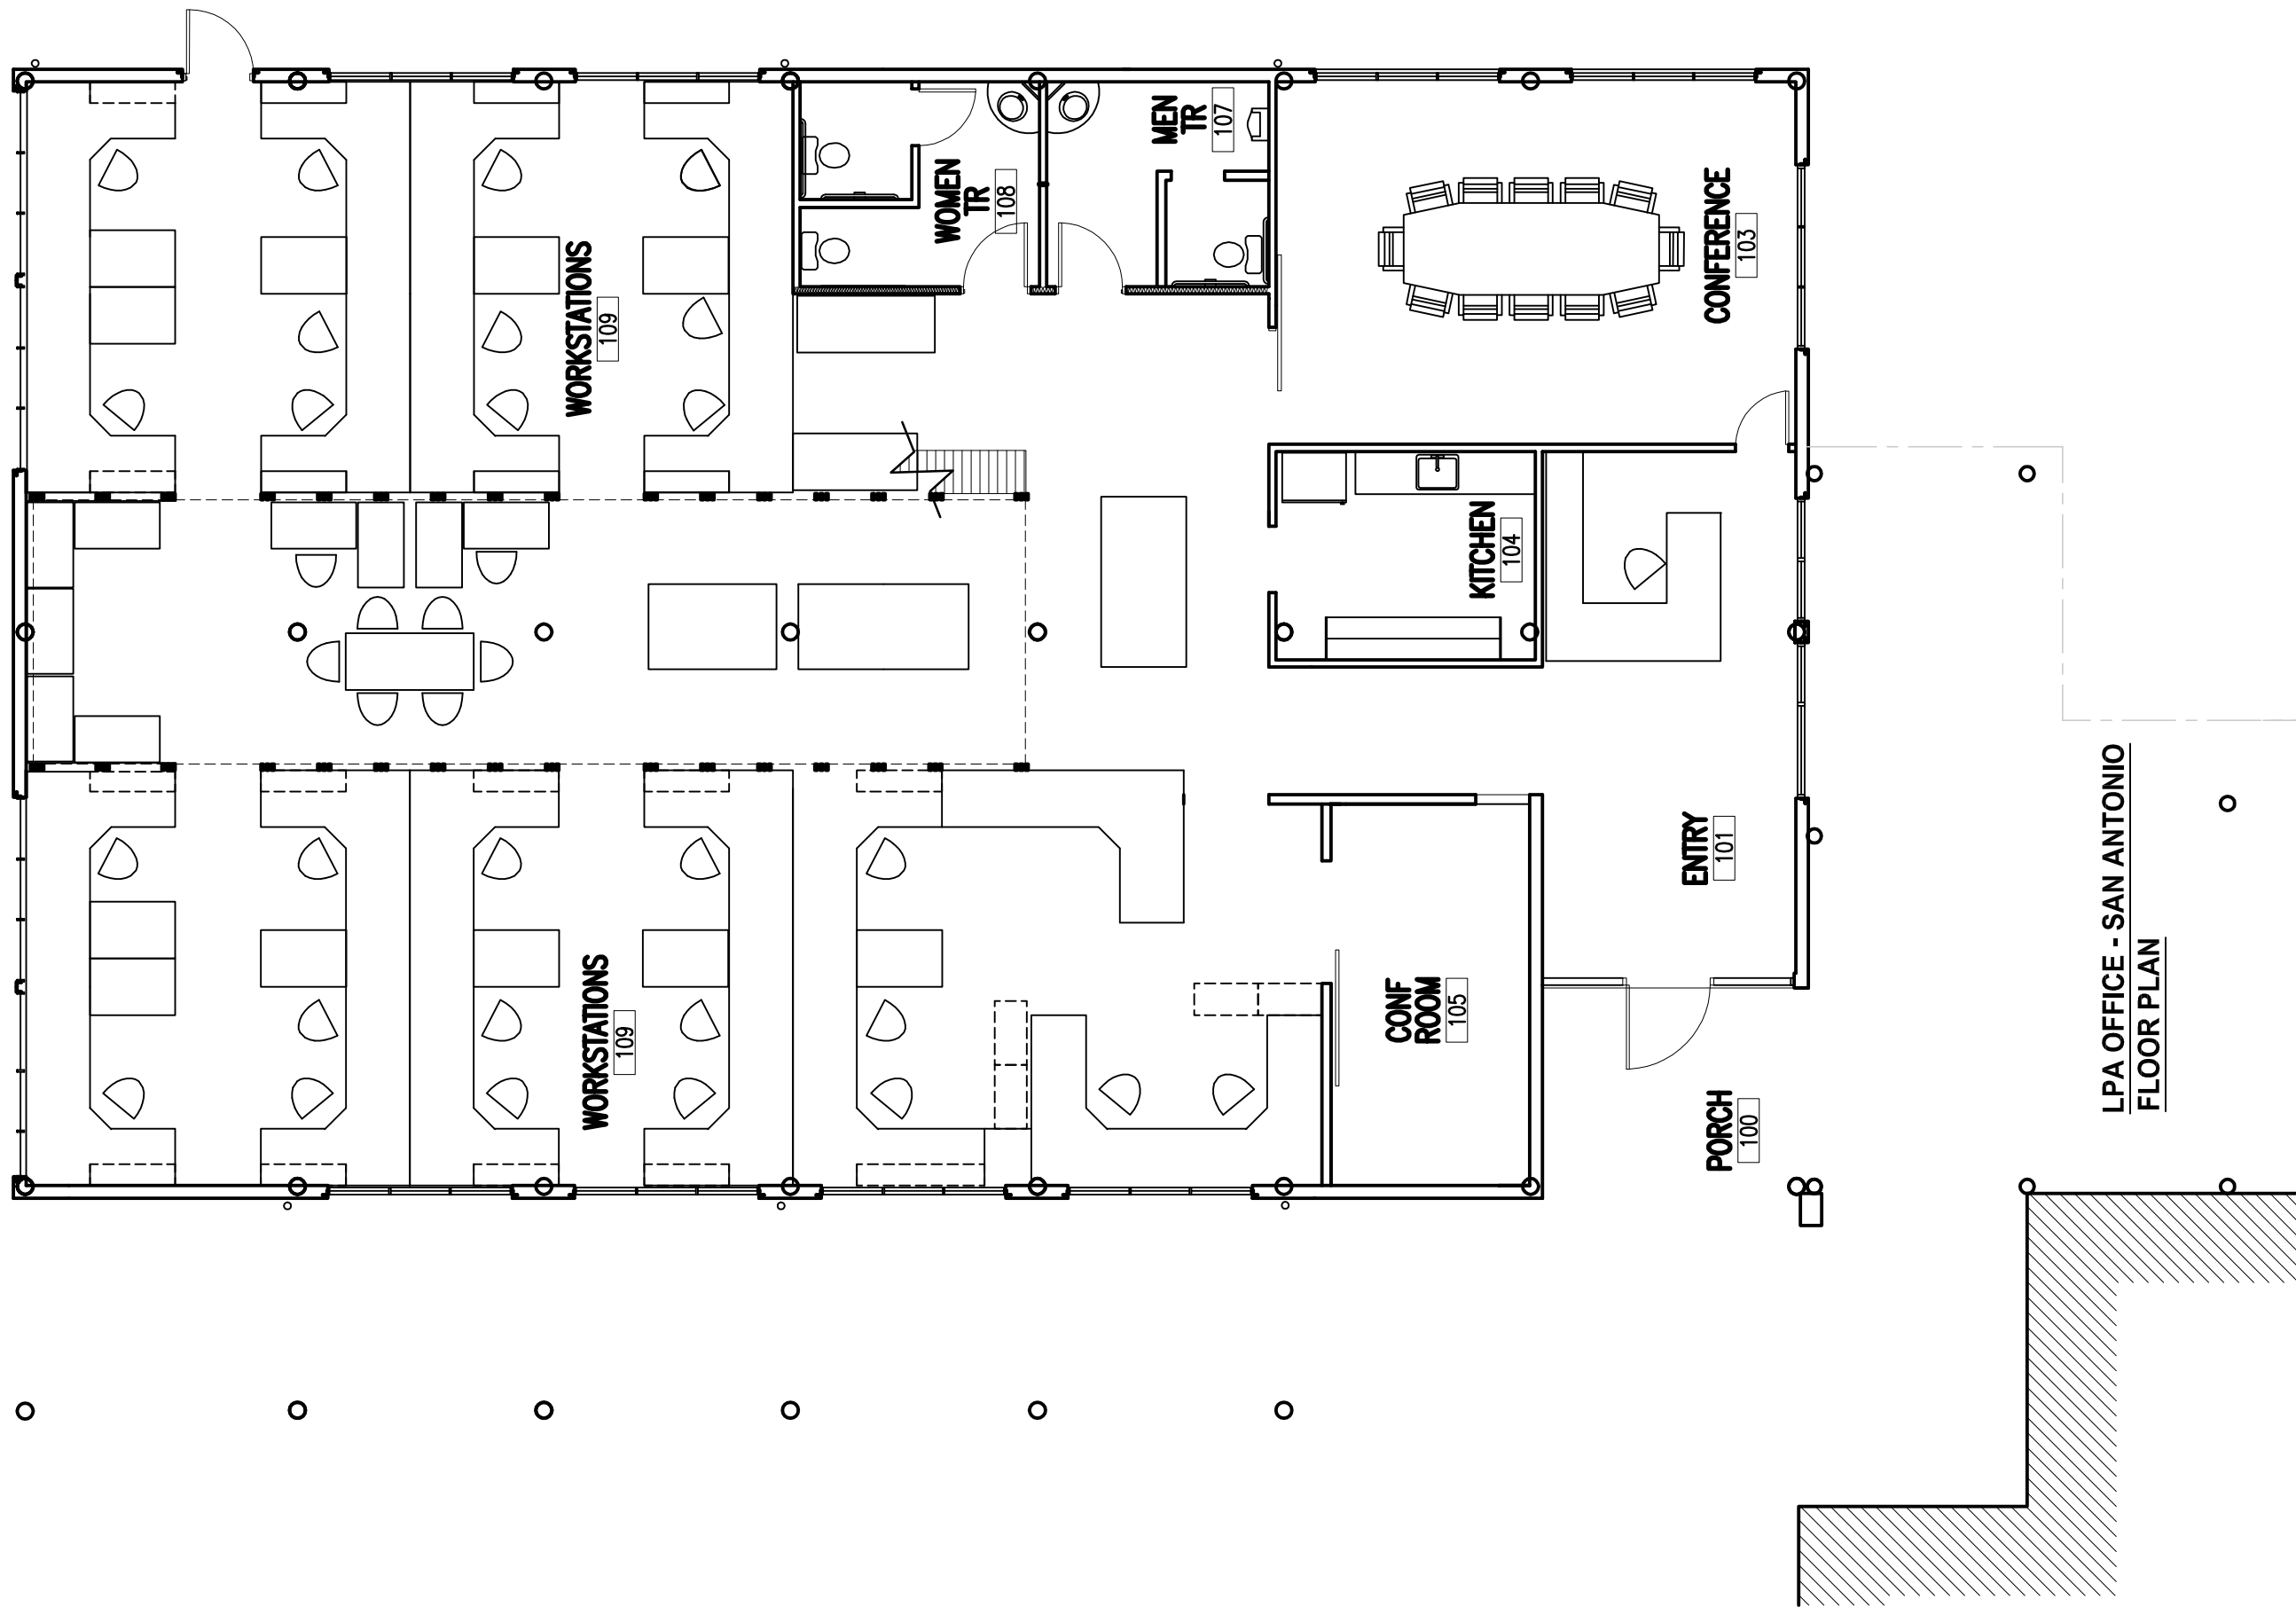 WORKSTATIONS
109
WOMEN
TR
108
MEN
TR
107
CONFERENCE
103
KITCHEN
104
WORKSTATIONS
109
CONF
ROOM
105
ENTRY
101
PORCH
100
LPA OFFICE - SAN ANTONIO
FLOOR PLAN